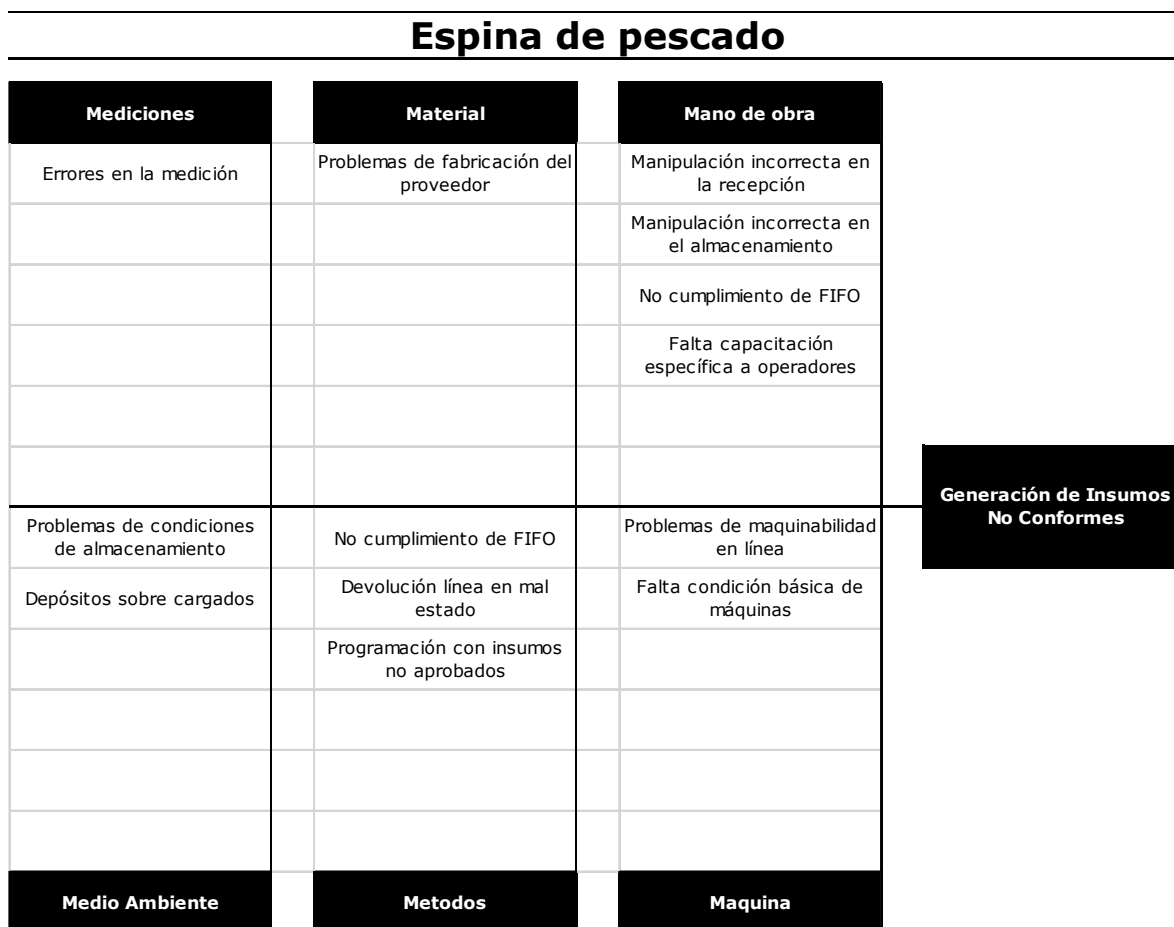 Espina de pescado
Mediciones
Material
Mano de obra
Errores en la medición
Problemas de fabricación del
proveedor
Manipulación incorrecta en
la recepción
Manipulación incorrecta en
el almacenamiento
No cumplimiento de FIFO
Falta capacitación
específica a operadores
Generación de Insumos
No Conformes
Problemas de condiciones
de almacenamiento
No cumplimiento de FIFO
Problemas de maquinabilidad
en línea
Depósitos sobre cargados
Devolución línea en mal
estado
Falta condición básica de
máquinas
Programación con insumos
no aprobados
Medio Ambiente
Metodos
Maquina